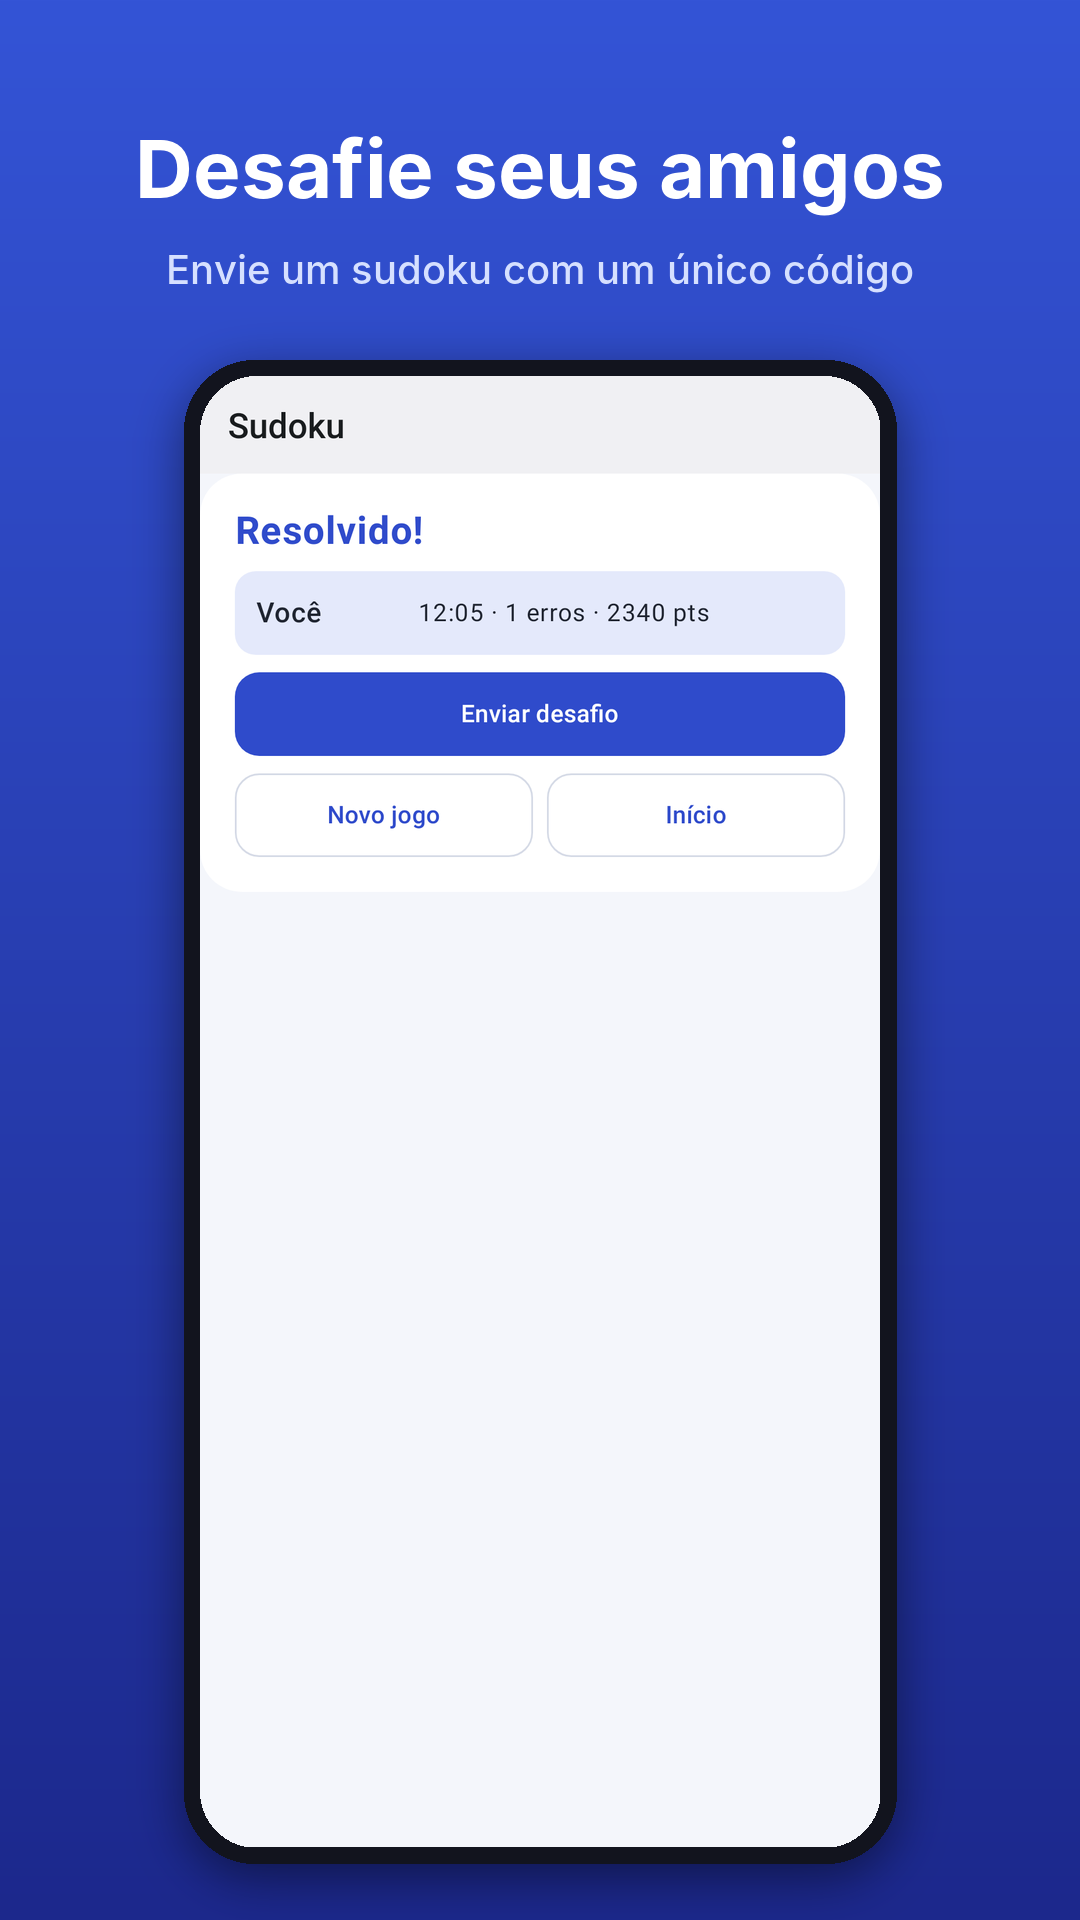 Desafie seus amigos
Envie um sudoku com um único código
Sudoku
Resolvido!
Você 12:05 · 1 erros · 2340 pts
Enviar desafio
Novo jogo Início